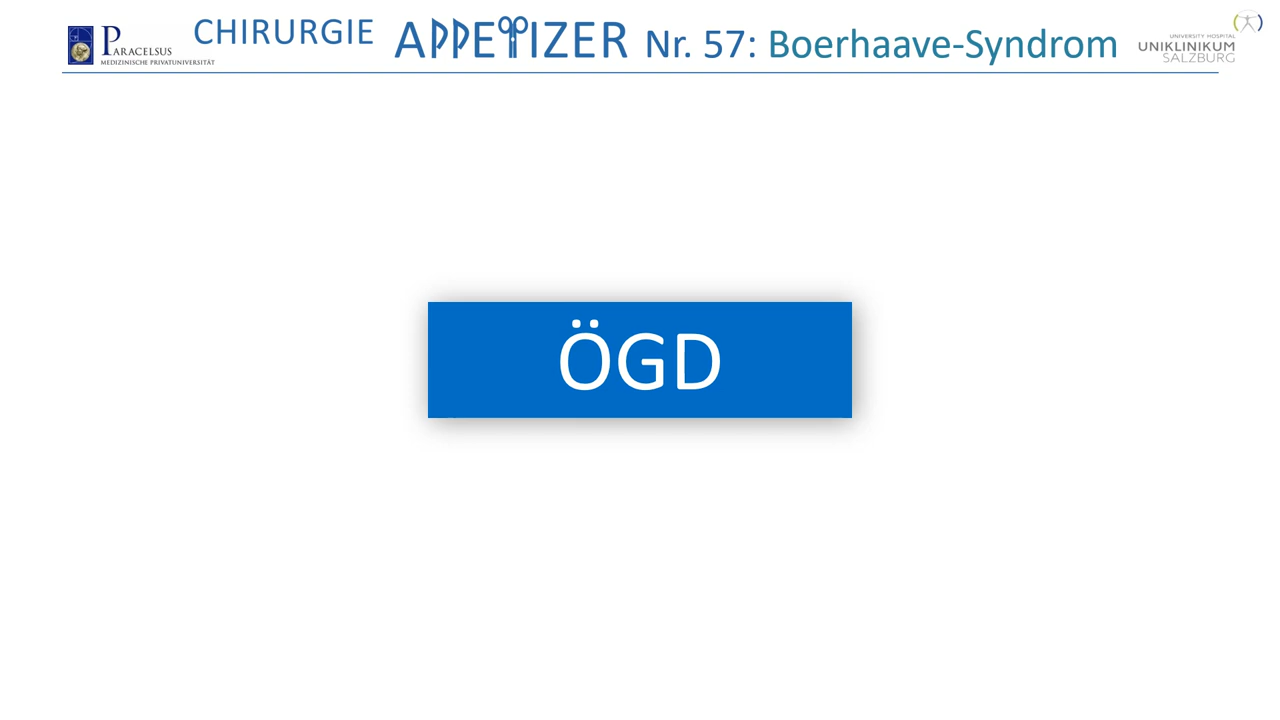 PARACELSUS
MEDIZINISCHE PRIVATUNIVERSITÄT
CHIRURGIE APPETIZER Nr. 57: Boerhaave-Syndrom
UNIVERSITY HOSPITAL
UNIKLINIKUM
SALZBURG
ÖGD